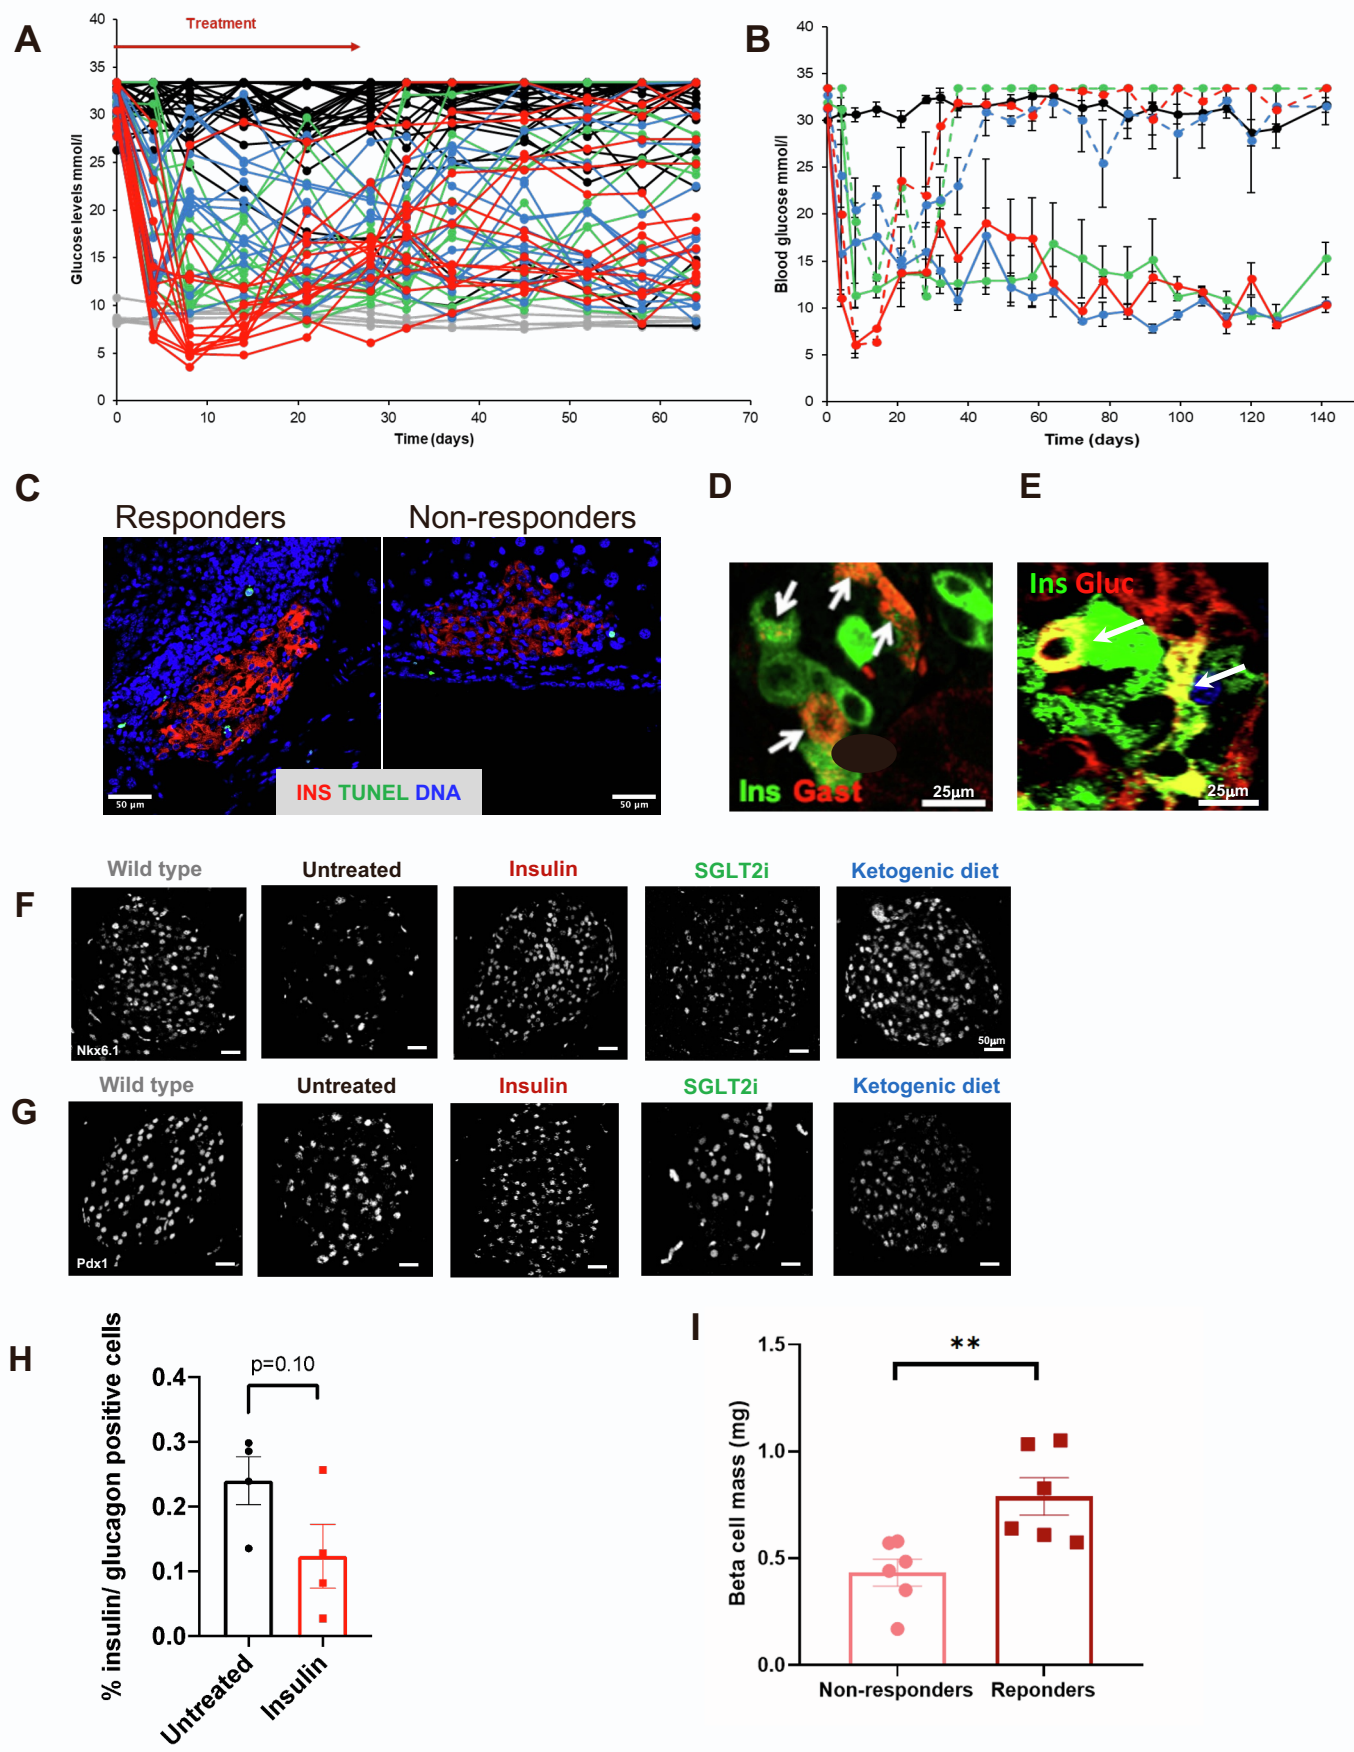 A
40
35
30
25
20
15
10
5
0
Glucose levels mmol/l
Treatment
0 10 20 30 40 50 60 70
Time (days)
B
40
35
30
25
20
15
10
5
0
Blood glucose mmol/l
0 20 40 60 80 100 120 140
Time (days)
C
Responders Non-responders
INS TUNEL DNA
50 µm
50 µm
D
Ins Gast
25µm
E
Ins Gluc
25µm
F
Wild type Untreated Insulin SGLT2i Ketogenic diet
Nkx6.1
50µm
G
Wild type Untreated Insulin SGLT2i Ketogenic diet
Pdx1
H
% insulin/ glucagon positive cells
p=0.10
0.4
0.3
0.2
0.1
0.0
Untreated
Insulin
I
Beta cell mass (mg)
**
1.5
1.0
0.5
0.0
Non-responders Reponders